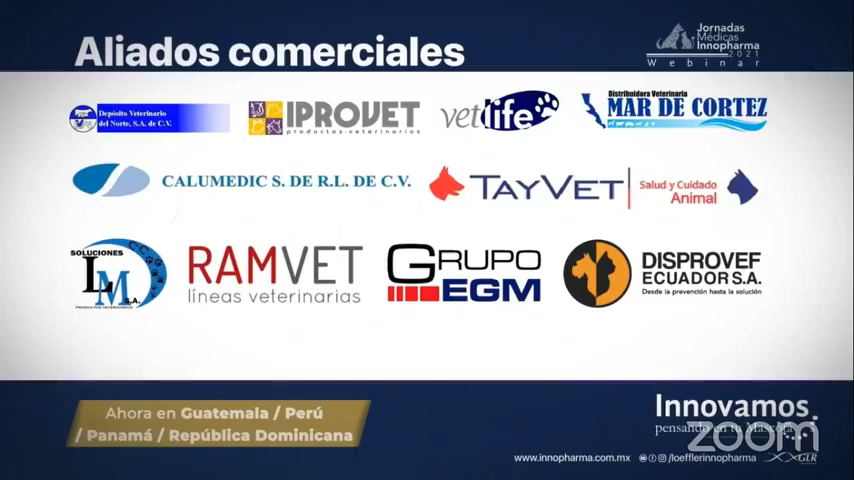 Aliados comerciales
Jornadas
Médicas
Innopharma
2021
Webinar
Depósito Veterinario
del Norte, S.A. de C.V.
IPROVET
productos veterinarios
vetlife
Distribuidora Veterinaria
MAR DE CORTEZ
CALUMEDIC S. DE R.L. DE C.V.
TAYVET
Salud y Cuidado
Animal
SOLUCIONES
LM
S.A.
PRODUCTOS VETERINARIOS
RAMVET
líneas veterinarias
GRUPO
EGM
DISPROVEF
ECUADOR S.A.
Desde la prevención hasta la solución
Ahora en Guatemala / Perú
/ Panamá / República Dominicana
Innovamos
pensando en tu Mascota
zoom
www.innopharma.com.mx
/loefflerinnopharma